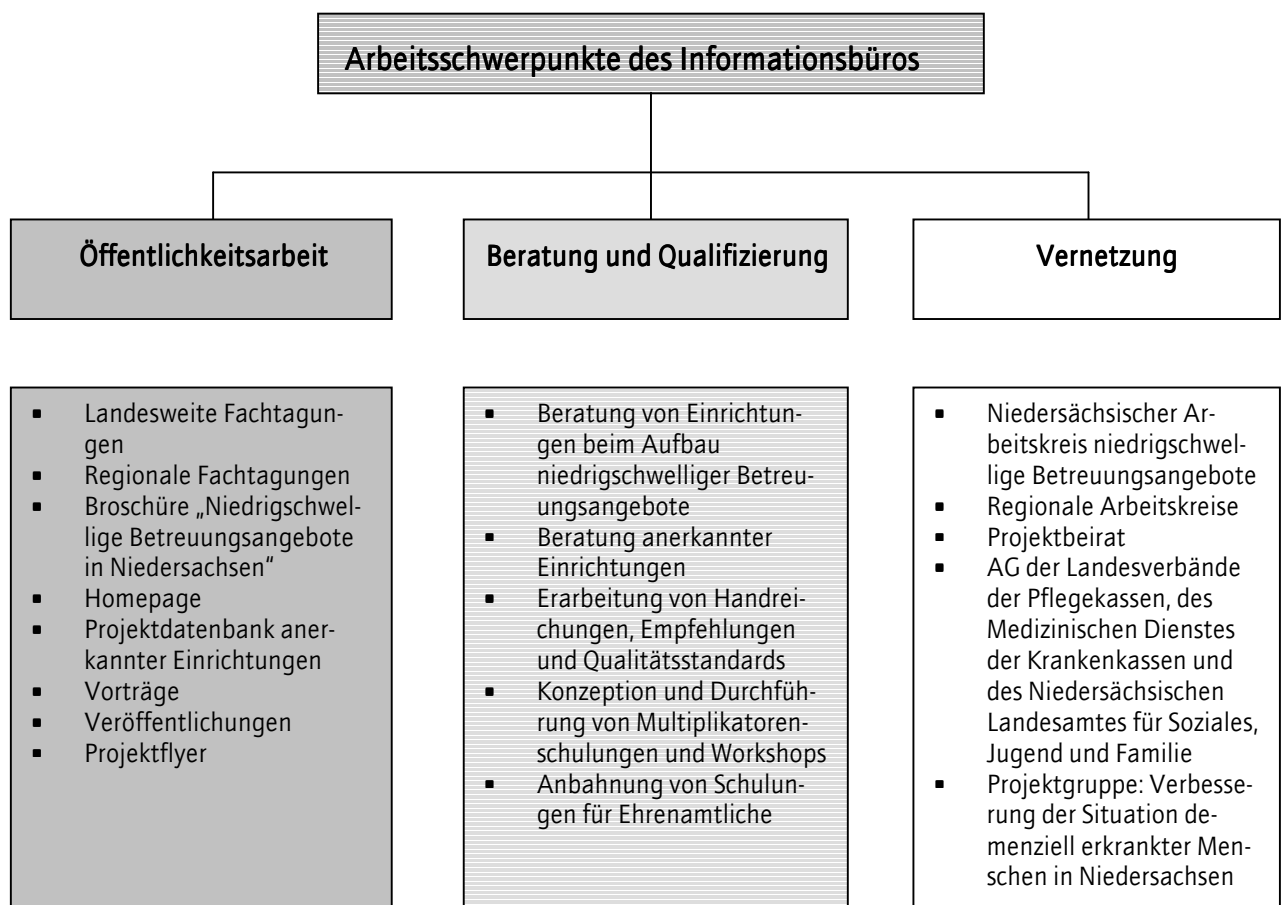 Arbeitsschwerpunkte des Informationsbüros
Öffentlichkeitsarbeit
Beratung und Qualifizierung
Vernetzung
▪ Landesweite Fachtagun-
gen
▪ Regionale Fachtagungen
▪ Broschüre „Niedrigschwel-
lige Betreuungsangebote
in Niedersachsen“
▪ Homepage
▪ Projektdatenbank aner-
kannter Einrichtungen
▪ Vorträge
▪ Veröffentlichungen
▪ Projektflyer
▪ Beratung von Einrichtun-
gen beim Aufbau
niedrigschwelliger Betreu-
ungsangebote
▪ Beratung anerkannter
Einrichtungen
▪ Erarbeitung von Handrei-
chungen, Empfehlungen
und Qualitätsstandards
▪ Konzeption und Durchfüh-
rung von Multiplikatoren-
schulungen und Workshops
▪ Anbahnung von Schulun-
gen für Ehrenamtliche
▪ Niedersächsischer Ar-
beitskreis niedrigschwel-
lige Betreuungsangebote
▪ Regionale Arbeitskreise
▪ Projektbeirat
▪ AG der Landesverbände
der Pflegekassen, des
Medizinischen Dienstes
der Krankenkassen und
des Niedersächsischen
Landesamtes für Soziales,
Jugend und Familie
▪ Projektgruppe: Verbesse-
rung der Situation de-
menziell erkrankter Men-
schen in Niedersachsen